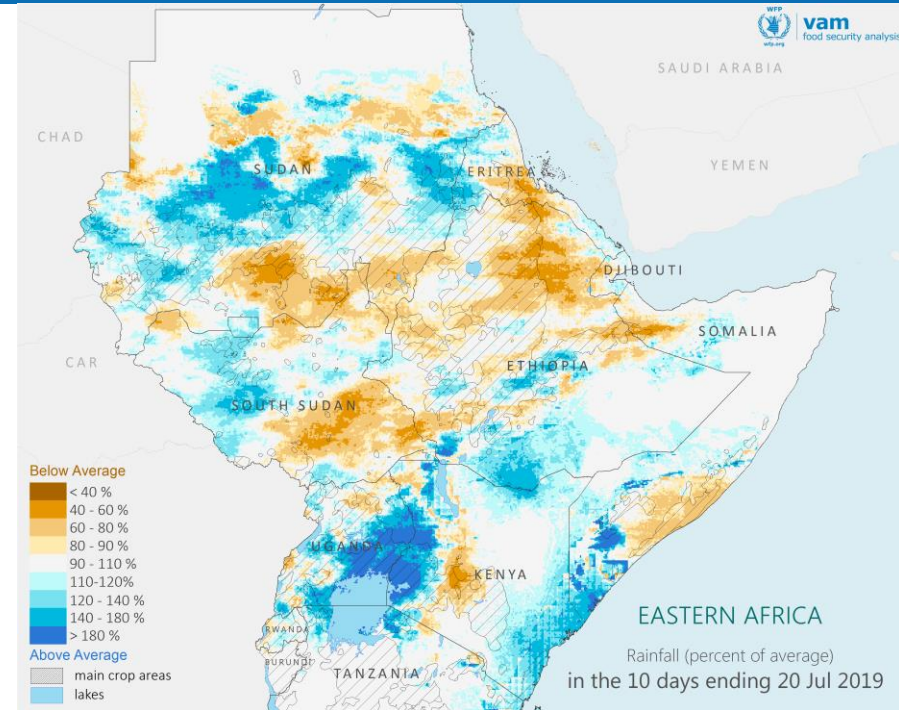 WFP
wfp.org
vam
food security analysis
SAUDI ARABIA
CHAD
YEMEN
SUDAN
ERITREA
DJIBOUTI
SOMALIA
CAR
ETHIOPIA
SOUTH SUDAN
UGANDA
KENYA
RWANDA
BURUNDI
TANZANIA
Below Average
< 40 %
40 - 60 %
60 - 80 %
80 - 90 %
90 - 110 %
110-120%
120 - 140 %
140 - 180 %
> 180 %
Above Average
main crop areas
lakes
EASTERN AFRICA
Rainfall (percent of average)
in the 10 days ending 20 Jul 2019